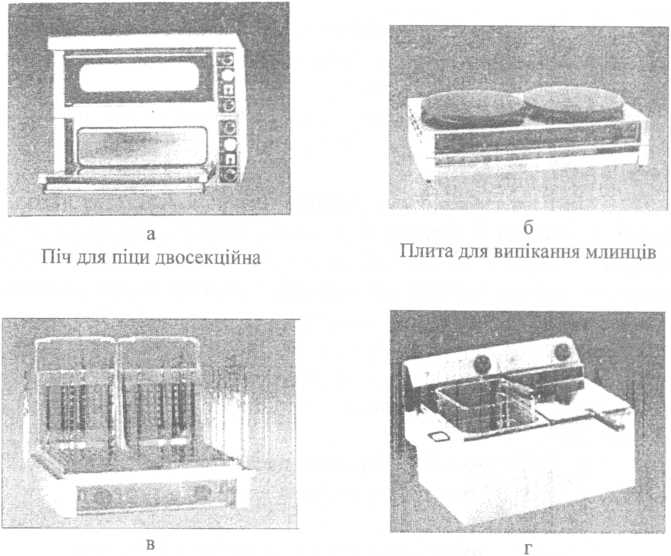 а
Піч для піци двосекційна
б
Плита для випікання млинців
в
г